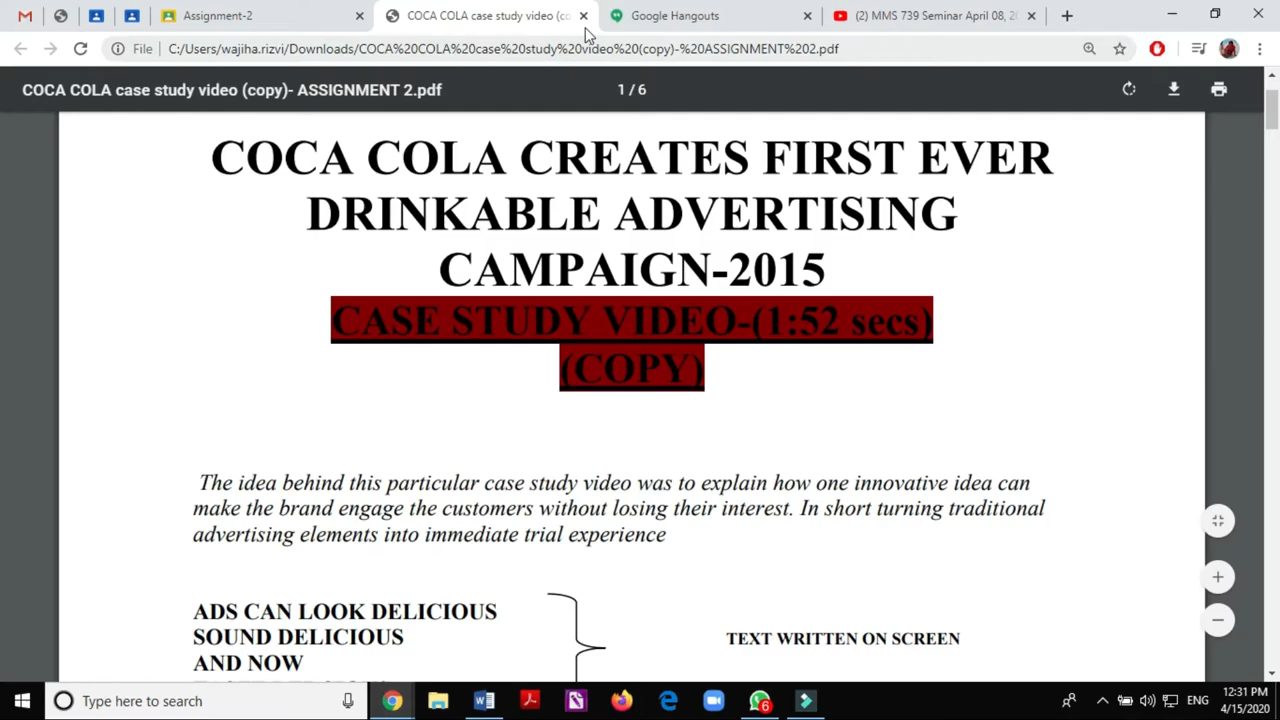 Assignment-2
COCA COLA case study video (co
Google Hangouts
(2) MMS 739 Seminar April 08, 20
File
C:/Users/wajiha.rizvi/Downloads/COCA%20COLA%20case%20study%20video%20(copy)-%20ASSIGNMENT%202.pdf
COCA COLA case study video (copy)- ASSIGNMENT 2.pdf
1 / 6
COCA COLA CREATES FIRST EVER
DRINKABLE ADVERTISING
CAMPAIGN-2015
CASE STUDY VIDEO-(1:52 secs)
(COPY)
The idea behind this particular case study video was to explain how one innovative idea can
make the brand engage the customers without losing their interest. In short turning traditional
advertising elements into immediate trial experience
ADS CAN LOOK DELICIOUS
SOUND DELICIOUS
TEXT WRITTEN ON SCREEN
AND NOW
Type here to search
6
ENG
12:31 PM
4/15/2020